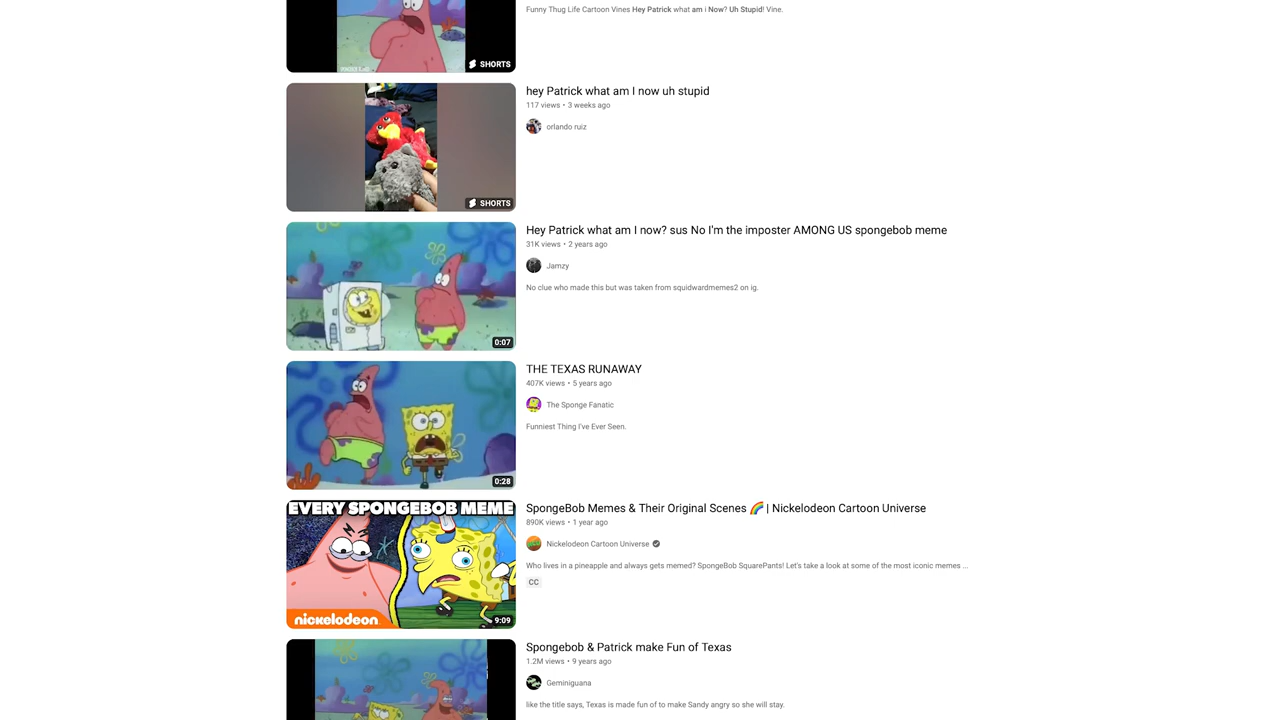 Funny Thug Life Cartoon Vines Hey Patrick what am i Now? Uh Stupid! Vine.
SHORTS
hey Patrick what am I now uh stupid
117 views • 3 weeks ago
orlando ruiz
SHORTS
Hey Patrick what am I now? sus No I'm the imposter AMONG US spongebob meme
31K views • 2 years ago
Jamzy
No clue who made this but was taken from squidwardmemes2 on ig.
0:07
THE TEXAS RUNAWAY
407K views • 5 years ago
The Sponge Fanatic
Funniest Thing I've Ever Seen.
0:28
EVERY SPONGEBOB MEME
nickelodeon
9:09
SpongeBob Memes & Their Original Scenes 🌈 | Nickelodeon Cartoon Universe
890K views • 1 year ago
Nickelodeon Cartoon Universe
Who lives in a pineapple and always gets memed? SpongeBob SquarePants! Let's take a look at some of the most iconic memes ...
CC
Spongebob & Patrick make Fun of Texas
1.2M views • 9 years ago
Geminiguana
like the title says, Texas is made fun of to make Sandy angry so she will stay.